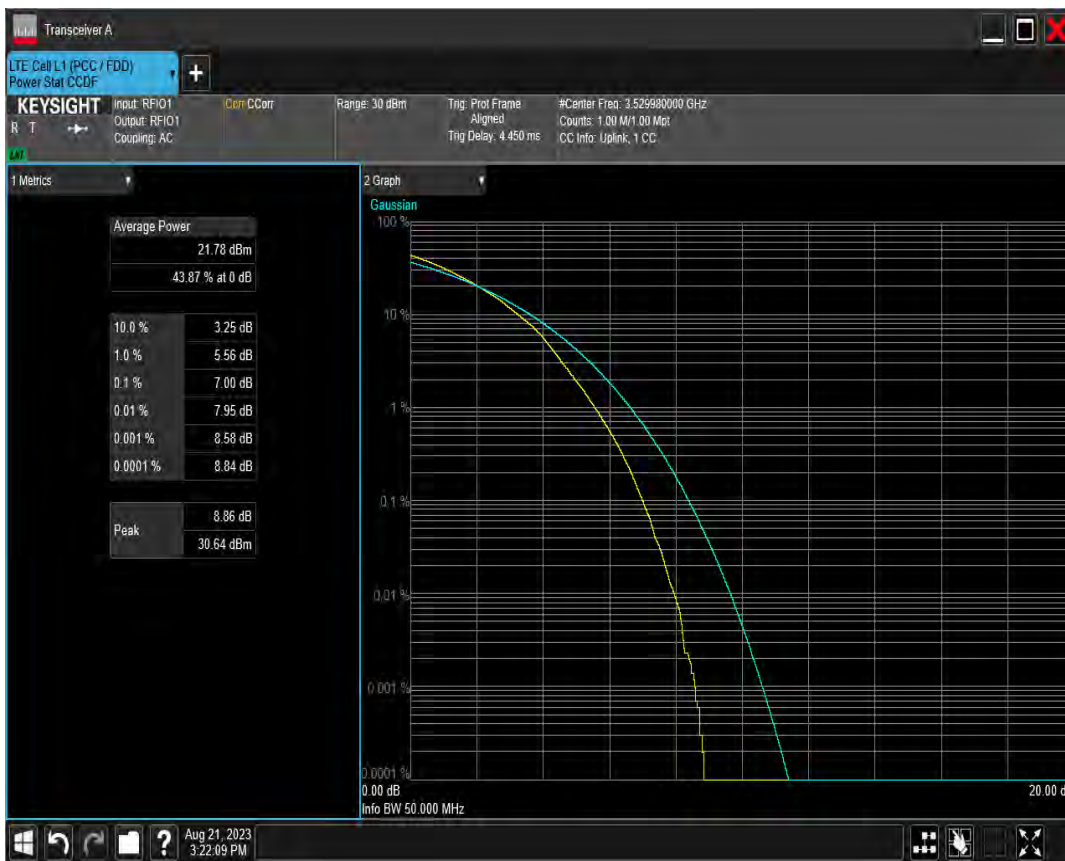 Transceiver A
LTE Cell L1 (PCC / FDD)
Power Stat CCDF
+
KEYSIGHT
R T
LXI
Input: RFIO1
Output: RFIO1
Coupling: AC
Corr CCorr
Range: 30 dBm
Trig: Prot Frame
Aligned
Trig Delay: 4.450 ms
#Center Freq: 3.529980000 GHz
Counts: 1.00 M/1.00 Mpt
CC Info: Uplink, 1 CC
1 Metrics
Average Power
21.78 dBm
43.87 % at 0 dB
10.0 % 3.25 dB
1.0 % 5.56 dB
0.1 % 7.00 dB
0.01 % 7.95 dB
0.001 % 8.58 dB
0.0001 % 8.84 dB
Peak
8.86 dB
30.64 dBm
2 Graph
Gaussian
100 %
10 %
1 %
0.1 %
0.01 %
0.001 %
0.0001 %
0.00 dB
20.00 d
Info BW 50.000 MHz
?
Aug 21, 2023
3:22:09 PM